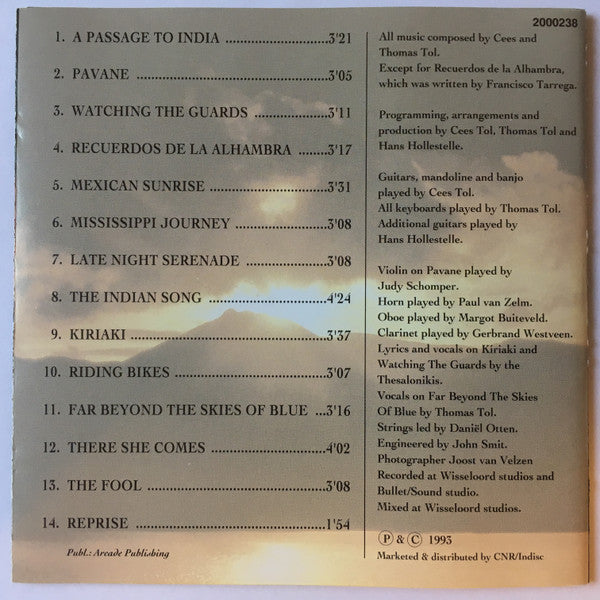 2000238
1. A PASSAGE TO INDIA ..................3'21
2. PAVANE ............................................3'05
3. WATCHING THE GUARDS .............3'11
4. RECUERDOS DE LA ALHAMBRA .......3'17
5. MEXICAN SUNRISE .....................3'31
6. MISSISSIPPI JOURNEY .................3'08
7. LATE NIGHT SERENADE ...............3'08
8. THE INDIAN SONG .....................4'24
9. KIRIAKI .................................3'37
10. RIDING BIKES ..........................3'07
11. FAR BEYOND THE SKIES OF BLUE ...3'16
12. THERE SHE COMES ....................4'02
13. THE FOOL ...............................3'08
14. REPRISE .................................1'54
Publ.: Arcade Publishing
All music composed by Cees and
Thomas Tol.
Except for Recuerdos de la Alhambra,
which was written by Francisco Tarrega.
Programming, arrangements and
production by Cees Tol, Thomas Tol and
Hans Hollestelle.
Guitars, mandoline and banjo
played by Cees Tol.
All keyboards played by Thomas Tol.
Additional guitars played by
Hans Hollestelle.
Violin on Pavane played by
Judy Schomper.
Horn played by Paul van Zelm.
Oboe played by Margot Buiteveld.
Clarinet played by Gerbrand Westveen.
Lyrics and vocals on Kiriaki and
Watching The Guards by the
Thesalonikis.
Vocals on Far Beyond The Skies
Of Blue by Thomas Tol.
Strings led by Daniël Otten.
Engineered by John Smit.
Photographer Joost van Velzen
Recorded at Wisseloord studios and
Bullet/Sound studio.
Mixed at Wisseloord studios.
Ⓟ & Ⓒ 1993
Marketed & distributed by CNR/Indisc